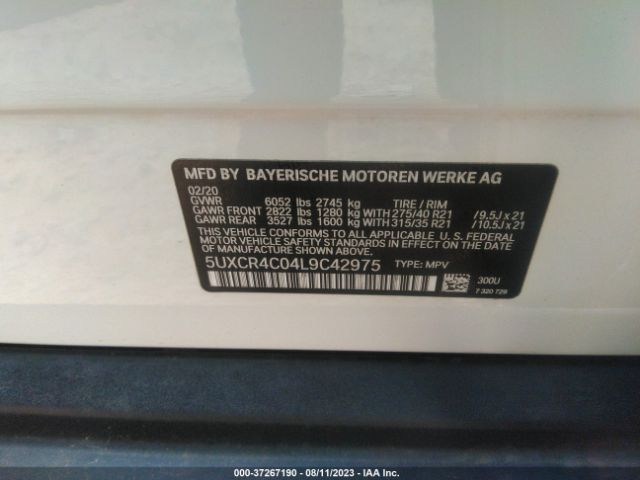 MFD BY BAYERISCHE MOTOREN WERKE AG
02/20
GVWR 6052 lbs 2745 kg TIRE / RIM
GAWR FRONT 2822 lbs 1280 kg WITH 275/40 R21 / 9.5J x 21
GAWR REAR 3527 lbs 1600 kg WITH 315/35 R21 / 10.5J x 21
THIS VEHICLE CONFORMS TO ALL APPLICABLE U. S. FEDERAL
MOTOR VEHICLE SAFETY STANDARDS IN EFFECT ON THE DATE
OF MANUFACTURE SHOWN ABOVE.
5UXCR4C04L9C42975 TYPE: MPV
300U
7 320 729
000-37267190 - 08/11/2023 - IAA Inc.